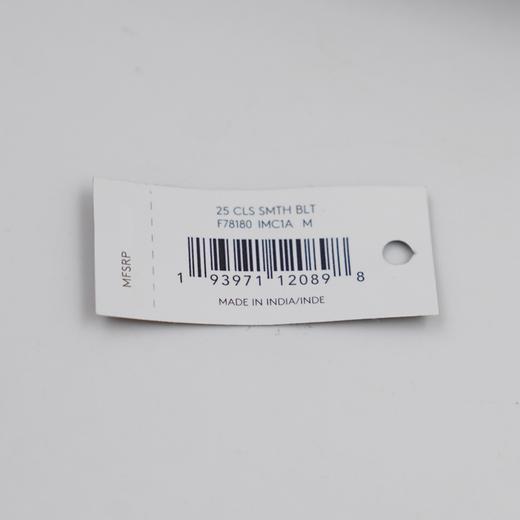 25 CLS SMTH BLT
F78180 IMC1A M
1 93971 12089 8
MADE IN INDIA/INDE
MFSRP